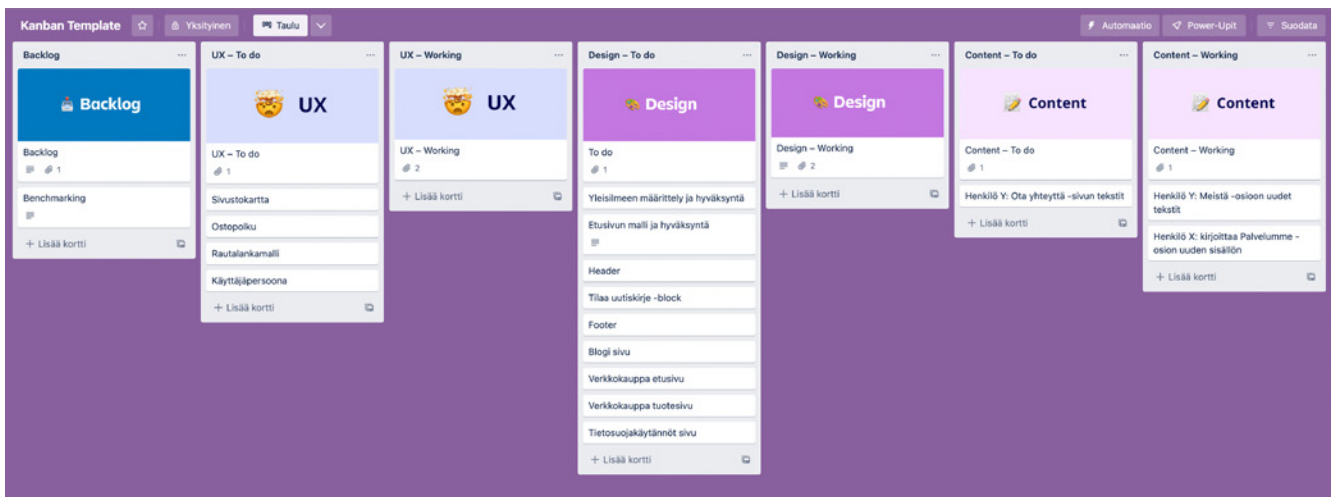 Kanban Template
Yksityinen
Taulu
Automaatio
Power-Upit
Suodata
Backlog
Backlog
Backlog
1
Benchmarking
+ Lisää kortti
UX – To do
UX
UX – To do
1
Sivustokartta
Ostopolku
Rautalankamalli
Käyttäjäpersoona
+ Lisää kortti
UX – Working
UX
UX – Working
2
+ Lisää kortti
Design – To do
Design
To do
1
Yleisilmeen määrittely ja hyväksyntä
Etusivun malli ja hyväksyntä
Header
Tilaa uutiskirje -block
Footer
Blogi sivu
Verkkokauppa etusivu
Verkkokauppa tuotesivu
Tietosuojakäytännöt sivu
+ Lisää kortti
Design – Working
Design
Design – Working
2
+ Lisää kortti
Content – To do
Content
Content – To do
1
Henkilö Y: Ota yhteyttä -sivun tekstit
+ Lisää kortti
Content – Working
Content
Content – Working
1
Henkilö Y: Meistä -osioon uudet
tekstit
Henkilö X: kirjoittaa Palvelumme -
osion uuden sisällön
+ Lisää kortti